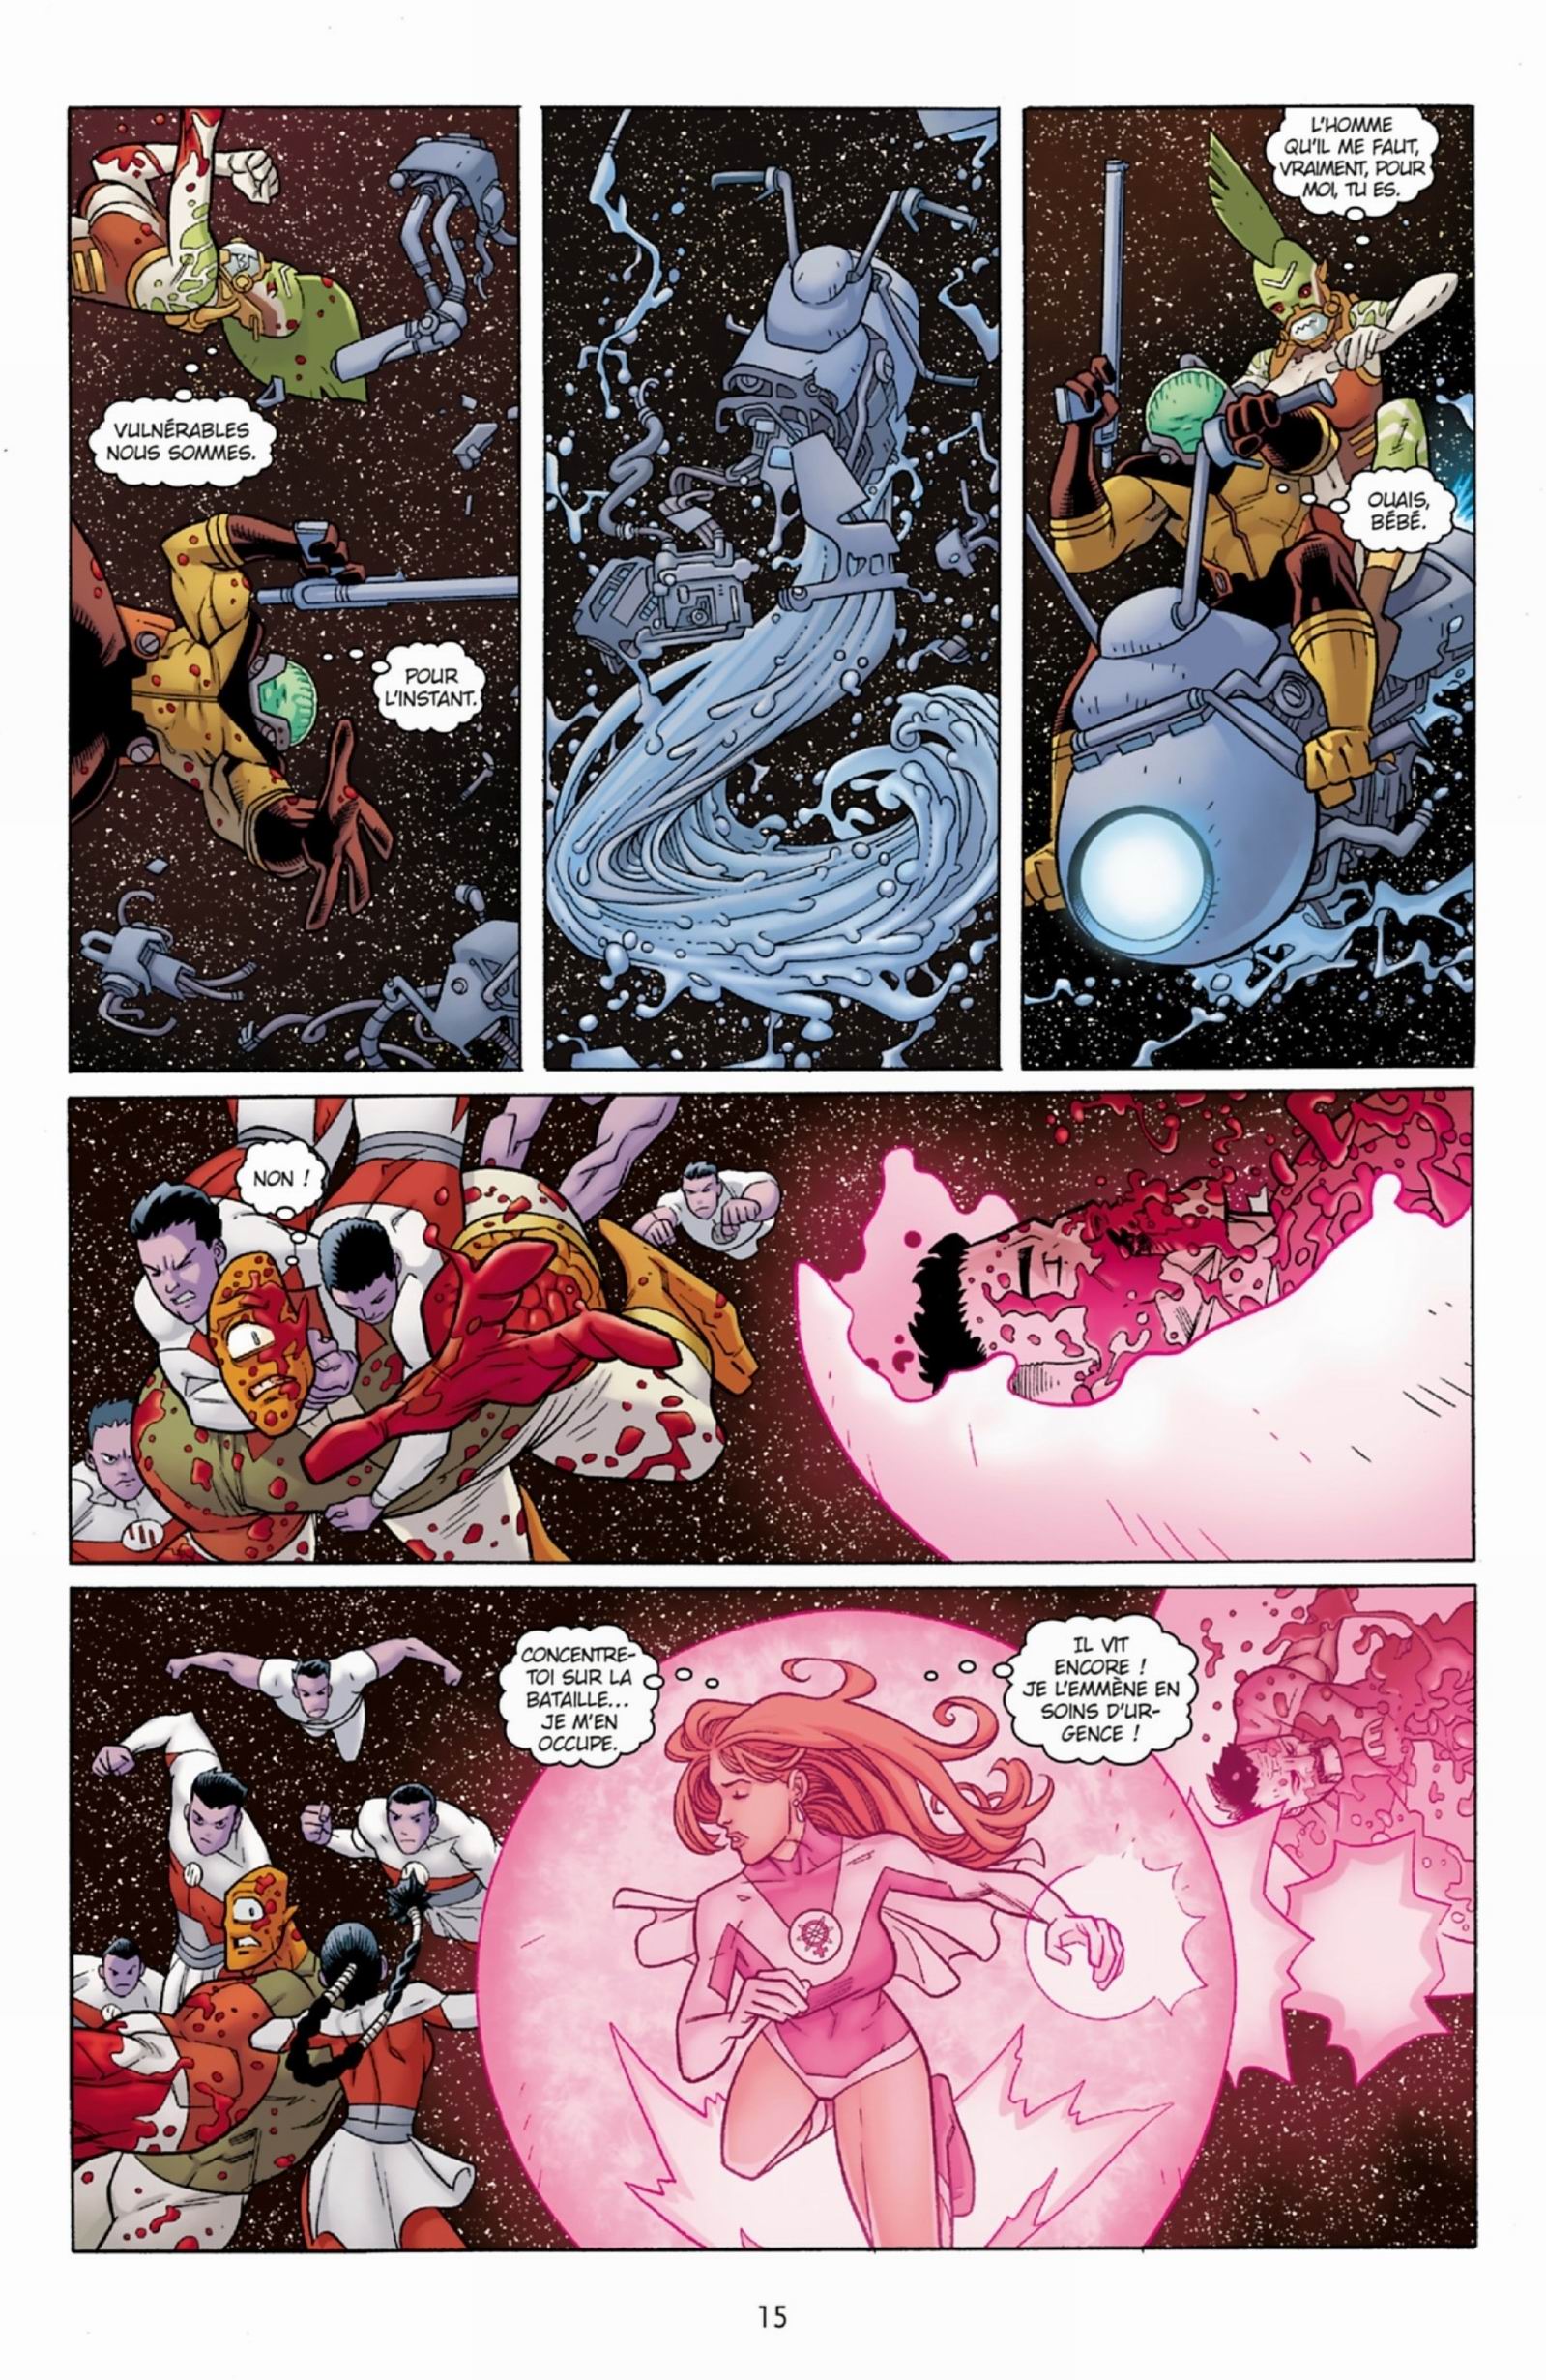 VULNÉRABLES
NOUS SOMMES.
POUR
L'INSTANT.
L'HOMME
QU'IL ME FAUT,
VRAIMENT, POUR
MOI, TU ES.
OUAIS,
BÉBÉ.
NON !
CONCENTRE-
TOI SUR LA
BATAILLE...
JE M'EN
OCCUPE.
IL VIT
ENCORE !
JE L'EMMÈNE EN
SOINS D'UR-
GENCE !
15